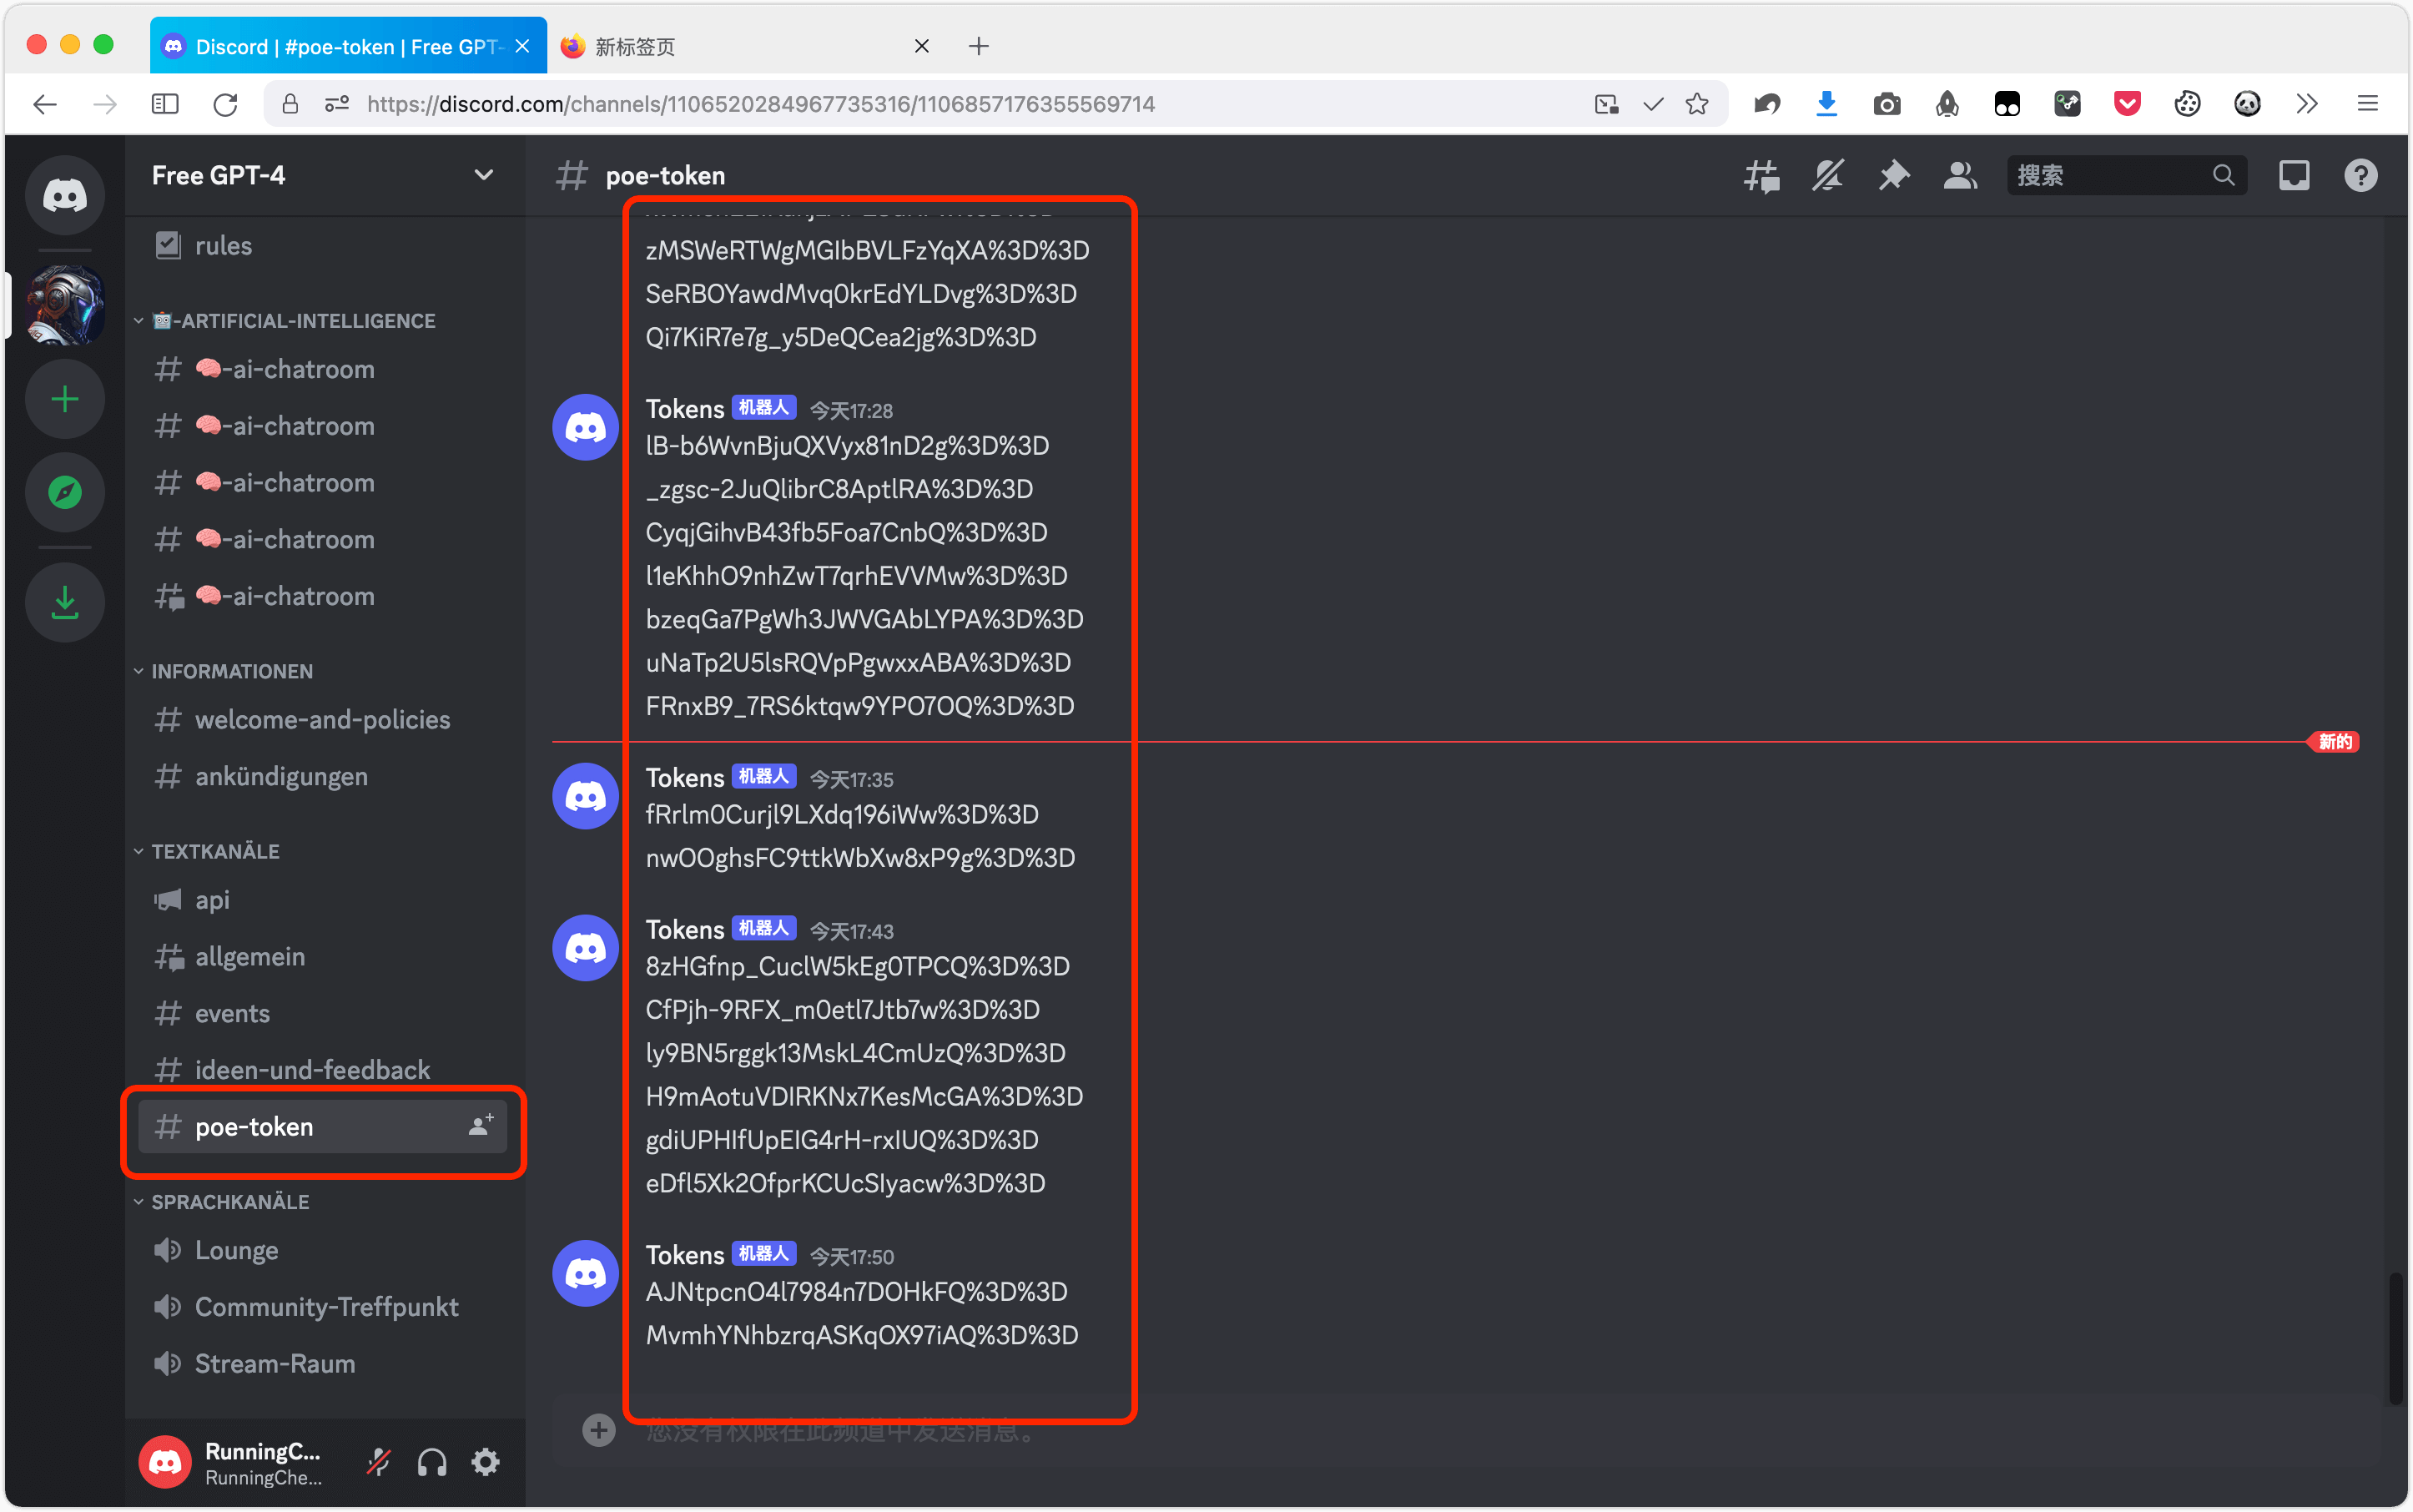 Discord | #poe-token | Free GPT-
新标签页
https://discord.com/channels/1106520284967735316/1106857176355569714
Free GPT-4
rules
-ARTIFICIAL-INTELLIGENCE
-ai-chatroom
-ai-chatroom
-ai-chatroom
-ai-chatroom
-ai-chatroom
INFORMATIONEN
welcome-and-policies
ankündigungen
TEXTKANÄLE
api
allgemein
events
ideen-und-feedback
poe-token
SPRACHKANÄLE
Lounge
Community-Treffpunkt
Stream-Raum
RunningC...
RunningChe...
poe-token
搜索
zMSWeRTWgMGIbBVLFzYqXA%3D%3D
SeRBOYawdMvq0krEdYLDvg%3D%3D
Qi7KiR7e7g_y5DeQCea2jg%3D%3D
Tokens 机器人 今天17:28
lB-b6WvnBjuQXVyx81nD2g%3D%3D
_zgsc-2JuQlibrC8AptlRA%3D%3D
CyqjGihvB43fb5Foa7CnbQ%3D%3D
l1eKhhO9nhZwT7qrhEVVMw%3D%3D
bzeqGa7PgWh3JWVGAbLYPA%3D%3D
uNaTp2U5lsRQVpPgwxxABA%3D%3D
FRnxB9_7RS6ktqw9YPO7OQ%3D%3D
新的
Tokens 机器人 今天17:35
fRrlm0Curjl9LXdq196iWw%3D%3D
nwOOghsFC9ttkWbXw8xP9g%3D%3D
Tokens 机器人 今天17:43
8zHGfnp_CuclW5kEg0TPCQ%3D%3D
CfPjh-9RFX_m0etl7Jtb7w%3D%3D
ly9BN5rggk13MskL4CmUzQ%3D%3D
H9mAotuVDIRKNx7KesMcGA%3D%3D
gdiUPHIfUpEIG4rH-rxIUQ%3D%3D
eDfl5Xk2OfprKCUcSIyacw%3D%3D
Tokens 机器人 今天17:50
AJNtpcnO4l7984n7DOHkFQ%3D%3D
MvmhYNhbzrqASKqOX97iAQ%3D%3D
您没有权限在此频道中发送消息。